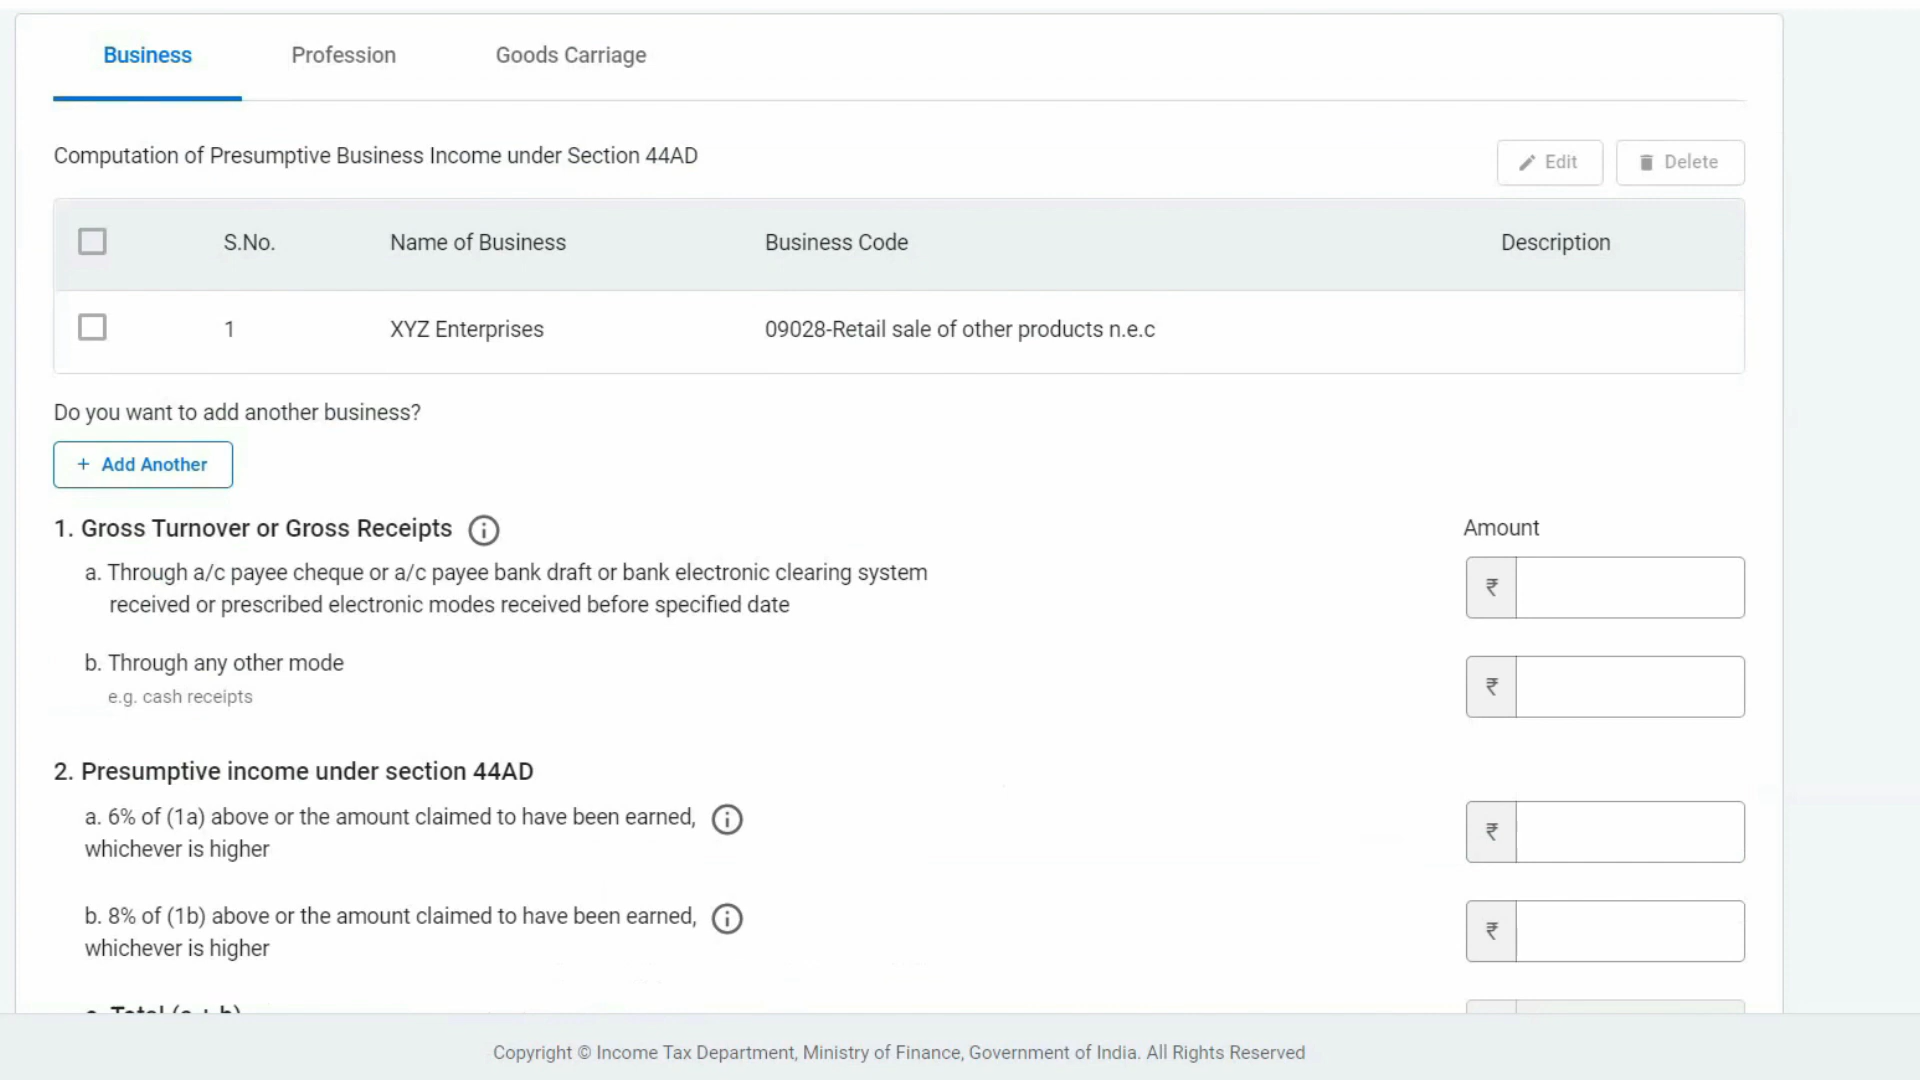 Business Profession Goods Carriage
Computation of Presumptive Business Income under Section 44AD
Edit Delete
S.No. Name of Business Business Code Description
1 XYZ Enterprises 09028-Retail sale of other products n.e.c
Do you want to add another business?
+ Add Another
1. Gross Turnover or Gross Receipts Amount
a. Through a/c payee cheque or a/c payee bank draft or bank electronic clearing system
received or prescribed electronic modes received before specified date
₹
b. Through any other mode
₹
e.g. cash receipts
2. Presumptive income under section 44AD
a. 6% of (1a) above or the amount claimed to have been earned,
₹
whichever is higher
b. 8% of (1b) above or the amount claimed to have been earned,
₹
whichever is higher
Copyright © Income Tax Department, Ministry of Finance, Government of India. All Rights Reserved